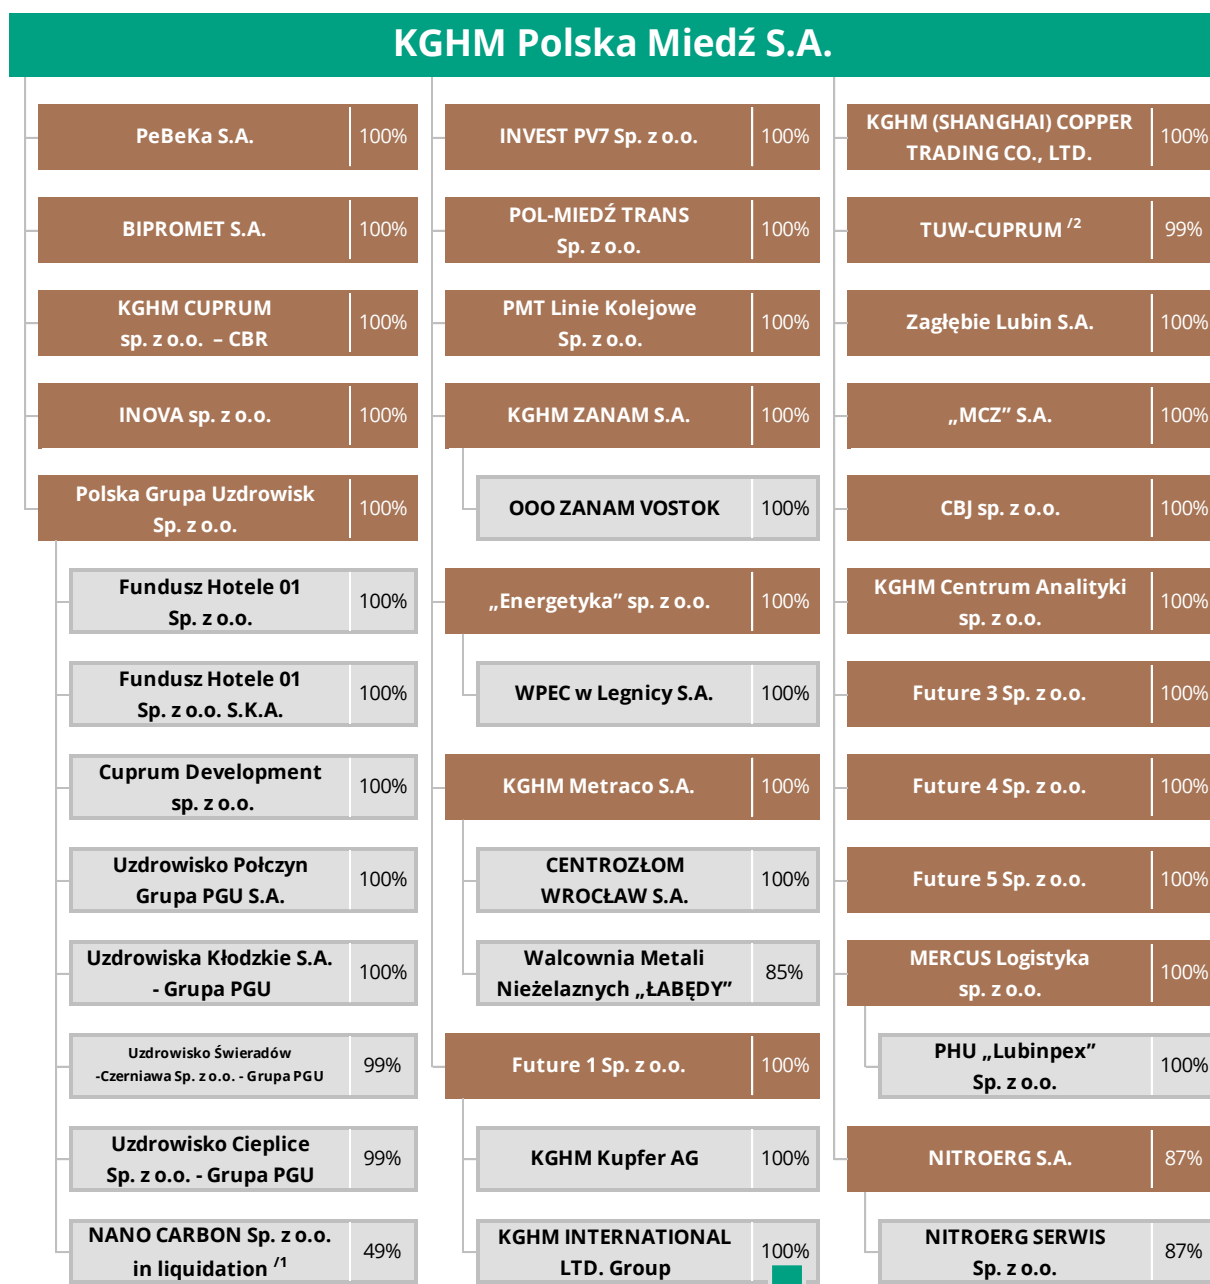 KGHM Polska Miedź S.A.
PeBeKa S.A.
100%
BIPROMET S.A.
100%
KGHM CUPRUM
sp. z o.o. – CBR
100%
INOVA sp. z o.o.
100%
Polska Grupa Uzdrowisk
Sp. z o.o.
100%
Fundusz Hotele 01
Sp. z o.o.
100%
Fundusz Hotele 01
Sp. z o.o. S.K.A.
100%
Cuprum Development
sp. z o.o.
100%
Uzdrowisko Połczyn
Grupa PGU S.A.
100%
Uzdrowiska Kłodzkie S.A.
- Grupa PGU
100%
Uzdrowisko Świeradów
-Czerniawa Sp. z o.o. - Grupa PGU
99%
Uzdrowisko Cieplice
Sp. z o.o. - Grupa PGU
99%
NANO CARBON Sp. z o.o.
in liquidation /1
49%
INVEST PV7 Sp. z o.o.
100%
POL-MIEDŹ TRANS
Sp. z o.o.
100%
PMT Linie Kolejowe
Sp. z o.o.
100%
KGHM ZANAM S.A.
100%
OOO ZANAM VOSTOK
100%
„Energetyka” sp. z o.o.
100%
WPEC w Legnicy S.A.
100%
KGHM Metraco S.A.
100%
CENTROZŁOM
WROCŁAW S.A.
100%
Walcownia Metali
Nieżelaznych „ŁABĘDY”
85%
Future 1 Sp. z o.o.
100%
KGHM Kupfer AG
100%
KGHM INTERNATIONAL
LTD. Group
100%
KGHM (SHANGHAI) COPPER
TRADING CO., LTD.
100%
TUW-CUPRUM /2
99%
Zagłębie Lubin S.A.
100%
„MCZ” S.A.
100%
CBJ sp. z o.o.
100%
KGHM Centrum Analityki
sp. z o.o.
100%
Future 3 Sp. z o.o.
100%
Future 4 Sp. z o.o.
100%
Future 5 Sp. z o.o.
100%
MERCUS Logistyka
sp. z o.o.
100%
PHU „Lubinpex”
Sp. z o.o.
100%
NITROERG S.A.
87%
NITROERG SERWIS
Sp. z o.o.
87%